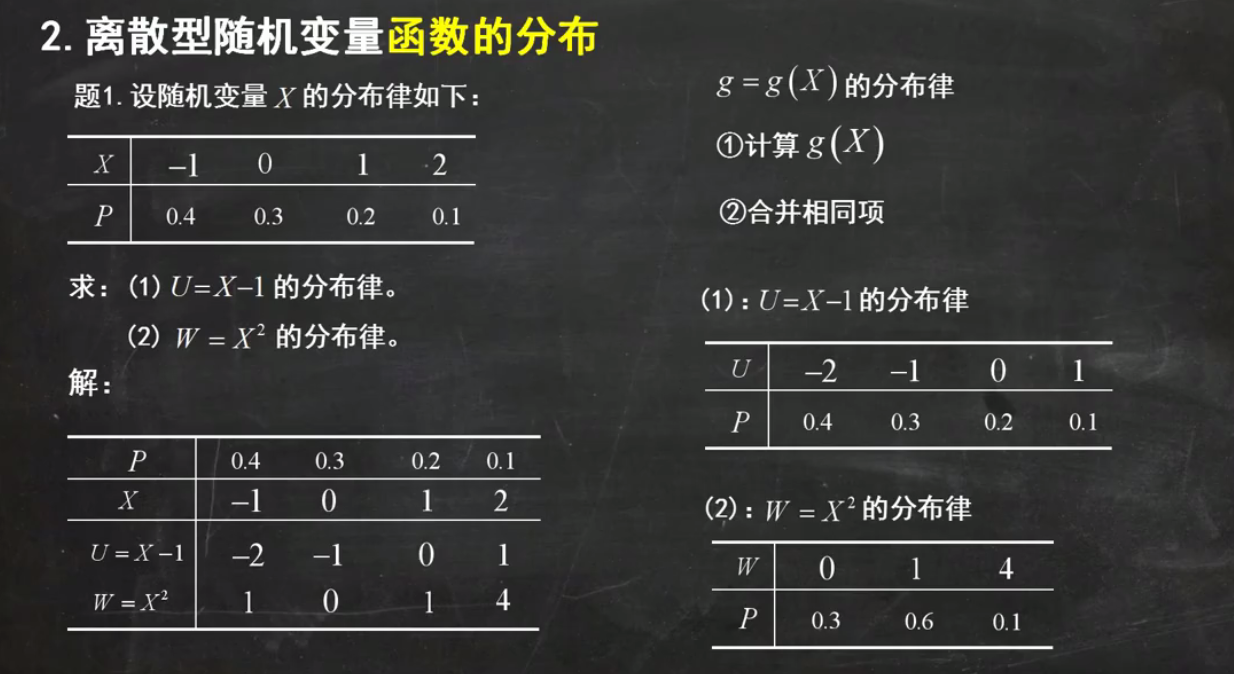 2. 离散型随机变量函数的分布
题1. 设随机变量 X 的分布律如下：
X −1 0 1 2
P 0.4 0.3 0.2 0.1
求：(1) U=X−1 的分布律。
(2) W = X² 的分布律。
解：
P 0.4 0.3 0.2 0.1
X −1 0 1 2
U = X −1 −2 −1 0 1
W = X² 1 0 1 4
g = g(X) 的分布律
①计算 g(X)
②合并相同项
(1)：U=X−1 的分布律
U −2 −1 0 1
P 0.4 0.3 0.2 0.1
(2)：W = X² 的分布律
W 0 1 4
P 0.3 0.6 0.1